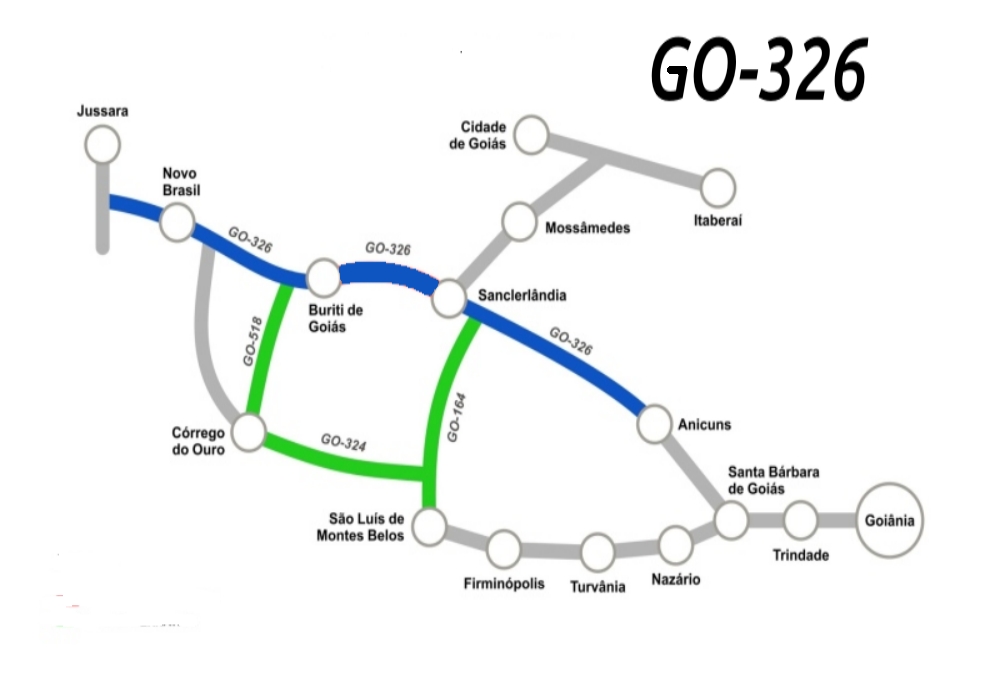 GO-326
Jussara
Cidade
de Goiás
Novo
Brasil
Itaberaí
Mossâmedes
GO-326
GO-326
Sanclerlândia
Buriti de
Goiás
GO-518
GO-326
GO-164
Anicuns
Córrego
do Ouro
GO-324
Santa Bárbara
de Goiás
São Luís de
Montes Belos
Goiânia
Trindade
Firminópolis
Turvânia
Nazário